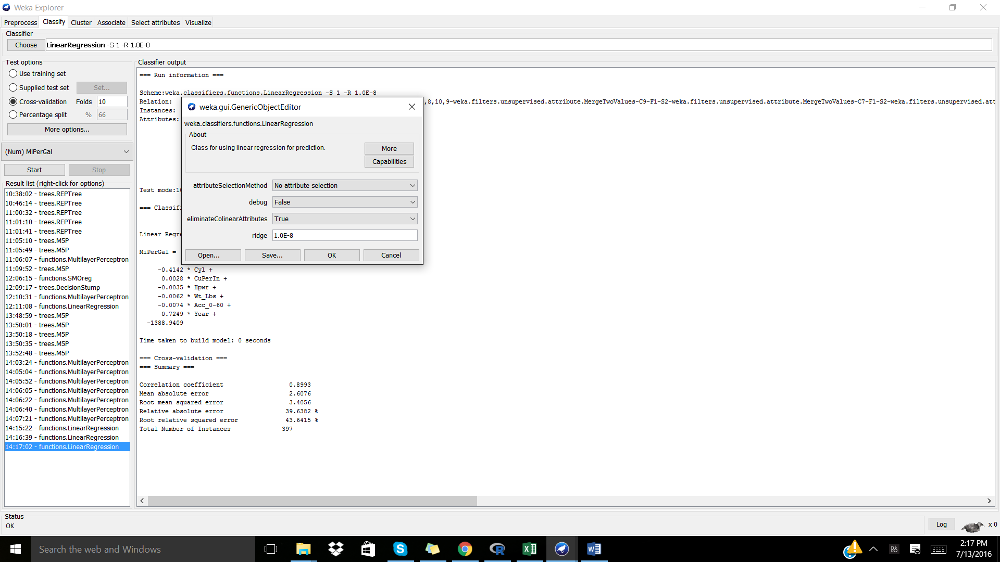 Weka Explorer
Preprocess Classify Cluster Associate Select attributes Visualize
Classifier
Choose LinearRegression -S 1 -R 1.0E-8
Test options
Use training set
Supplied test set Set...
Cross-validation Folds 10
Percentage split % 66
More options...
(Num) MiPerGal
Start Stop
Result list (right-click for options)
10:38:02 - trees.REPTree
10:46:14 - trees.REPTree
11:00:32 - trees.REPTree
11:01:10 - trees.REPTree
11:01:41 - trees.REPTree
11:05:10 - trees.M5P
11:05:49 - trees.M5P
11:06:07 - functions.MultilayerPerceptron
11:09:52 - trees.M5P
12:06:15 - functions.SMOreg
12:09:17 - trees.DecisionStump
12:10:31 - functions.MultilayerPerceptron
12:11:08 - functions.LinearRegression
13:48:59 - trees.M5P
13:50:01 - trees.M5P
13:50:18 - trees.M5P
13:50:35 - trees.M5P
13:52:48 - trees.M5P
14:03:24 - functions.MultilayerPerceptron
14:05:04 - functions.MultilayerPerceptron
14:05:52 - functions.MultilayerPerceptron
14:06:05 - functions.MultilayerPerceptron
14:06:22 - functions.MultilayerPerceptron
14:06:40 - functions.MultilayerPerceptron
14:07:21 - functions.MultilayerPerceptron
14:15:22 - functions.LinearRegression
14:16:39 - functions.LinearRegression
14:17:02 - functions.LinearRegression
Classifier output
=== Run information ===
Scheme:weka.classifiers.functions.LinearRegression -S 1 -R 1.0E-8
Relation: ,8,10,9-weka.filters.unsupervised.attribute.MergeTwoValues-C9-F1-S2-weka.filters.unsupervised.attribute.MergeTwoValues-C7-F1-S2-weka.filters.unsupervised.att
Instances:
Attributes:
Test mode:10
=== Classifi
Linear Regre
MiPerGal =
-0.4142 * Cyl +
0.0028 * CuPerIn +
-0.0035 * Hpwr +
-0.0062 * Wt_Lbs +
-0.0074 * Acc_0-60 +
0.7249 * Year +
-1388.9409
Time taken to build model: 0 seconds
=== Cross-validation ===
=== Summary ===
Correlation coefficient 0.8993
Mean absolute error 2.6076
Root mean squared error 3.4056
Relative absolute error 39.6382 %
Root relative squared error 43.6415 %
Total Number of Instances 397
weka.gui.GenericObjectEditor
weka.classifiers.functions.LinearRegression
About
Class for using linear regression for prediction.
More
Capabilities
attributeSelectionMethod No attribute selection
debug False
eliminateColinearAttributes True
ridge 1.0E-8
Open... Save... OK Cancel
Status
OK
Log x 0
Search the web and Windows
2:17 PM
7/13/2016